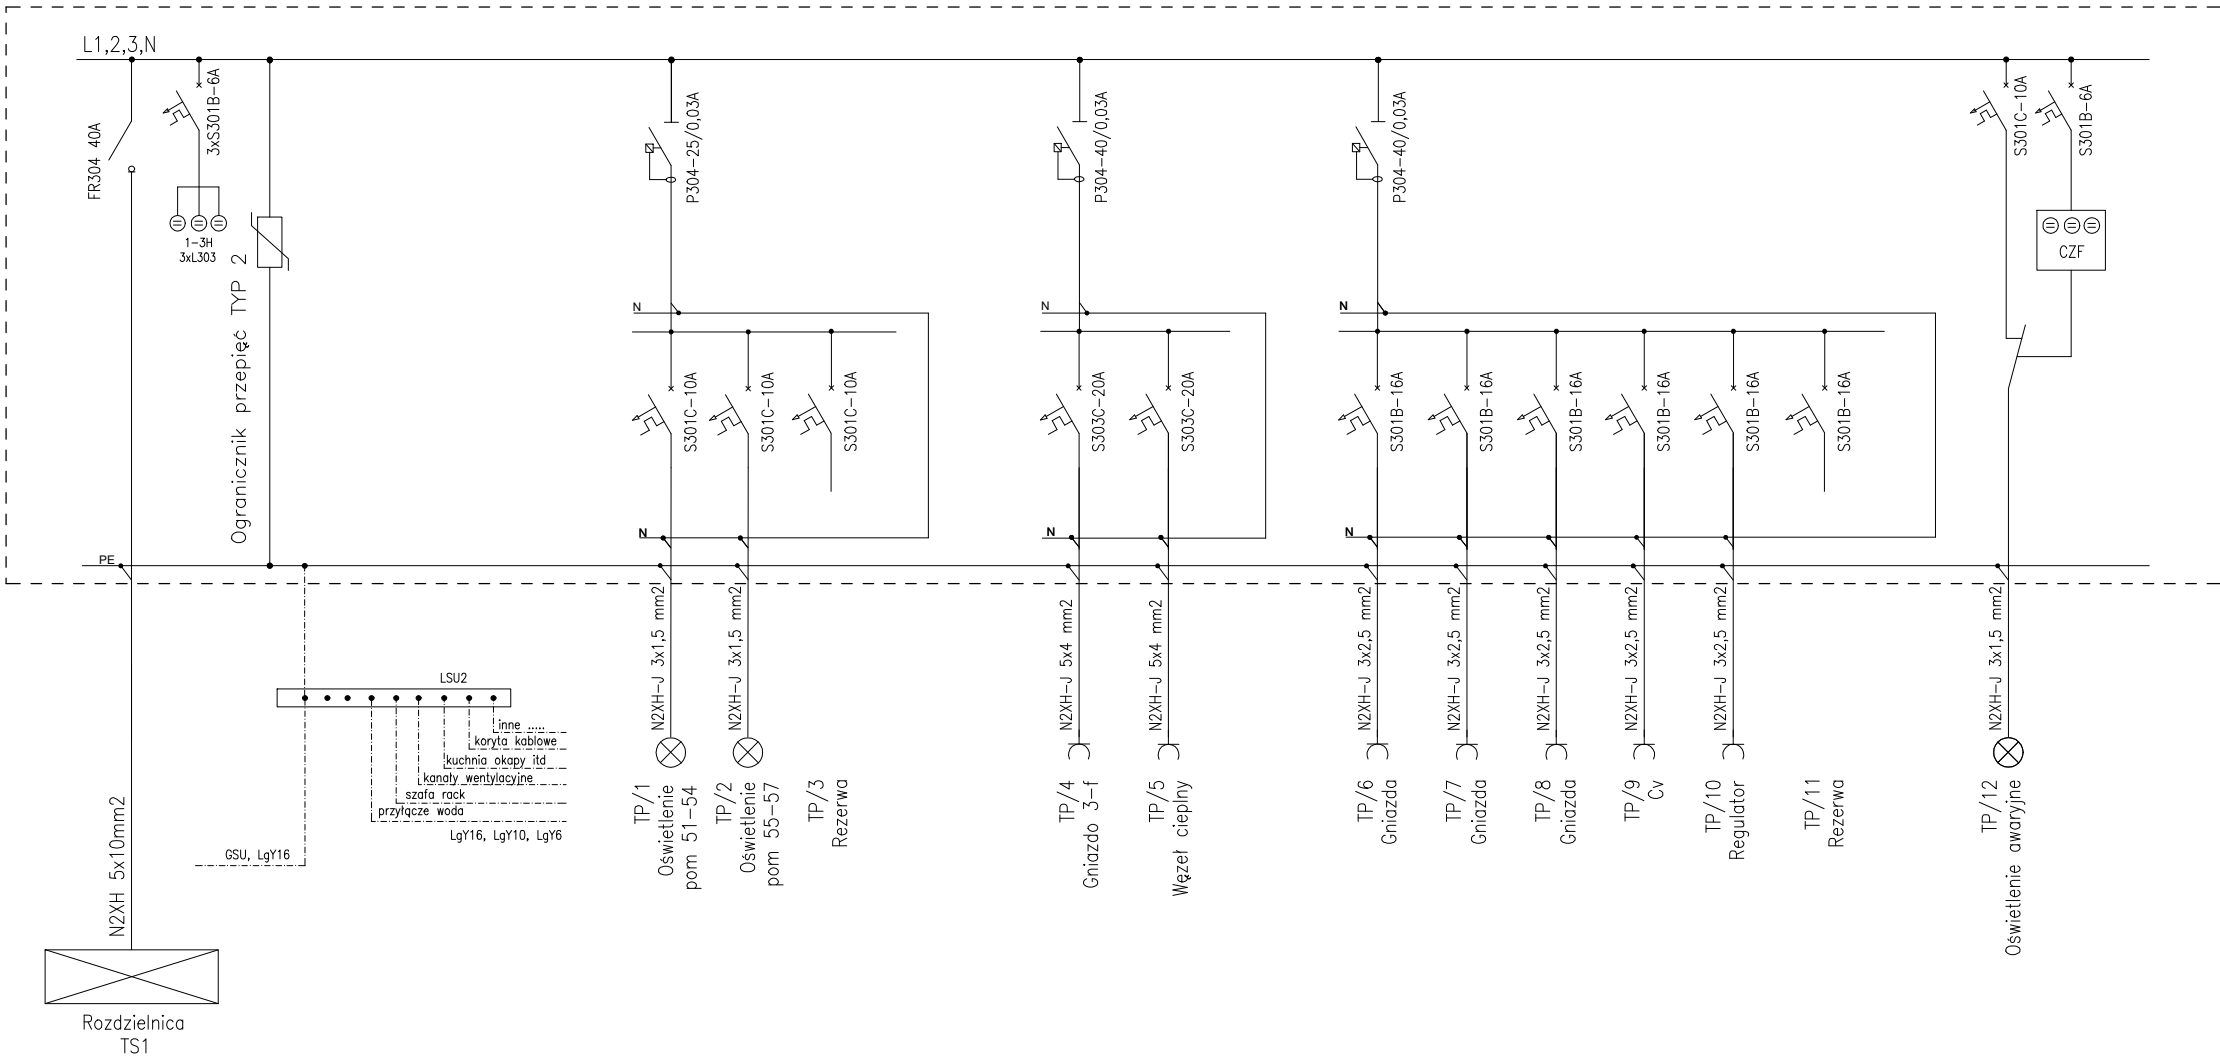 L1,2,3,N
FR304 40A
3xS301B-6A
1-3H
3xL303
Ogranicznik przepięć TYP 2
P304-25/0,03A
P304-40/0,03A
P304-40/0,03A
S301C-10A
S301B-6A
CZF
N
N
N
S301C-10A
S301C-10A
S301C-10A
S303C-20A
S303C-20A
S301B-16A
S301B-16A
S301B-16A
S301B-16A
S301B-16A
S301B-16A
N
N
N
PE
N2XH-J 3x1,5 mm2
N2XH-J 3x1,5 mm2
N2XH-J 5x4 mm2
N2XH-J 5x4 mm2
N2XH-J 3x2,5 mm2
N2XH-J 3x2,5 mm2
N2XH-J 3x2,5 mm2
N2XH-J 3x2,5 mm2
N2XH-J 3x2,5 mm2
N2XH-J 3x1,5 mm2
LSU2
inne .....
koryta kablowe
kuchnia okapy itd
kanały wentylacyjne
szafa rack
przyłącze woda
LgY16, LgY10, LgY6
GSU, LgY16
N2XH 5x10mm2
TP/1
Oświetlenie
pom 51-54
TP/2
Oświetlenie
pom 55-57
TP/3
Rezerwa
TP/4
Gniazdo 3-f
TP/5
Węzeł cieplny
TP/6
Gniazda
TP/7
Gniazda
TP/8
Gniazda
TP/9
Cv
TP/10
Regulator
TP/11
Rezerwa
TP/12
Oświetlenie awaryjne
Rozdzielnica
TS1